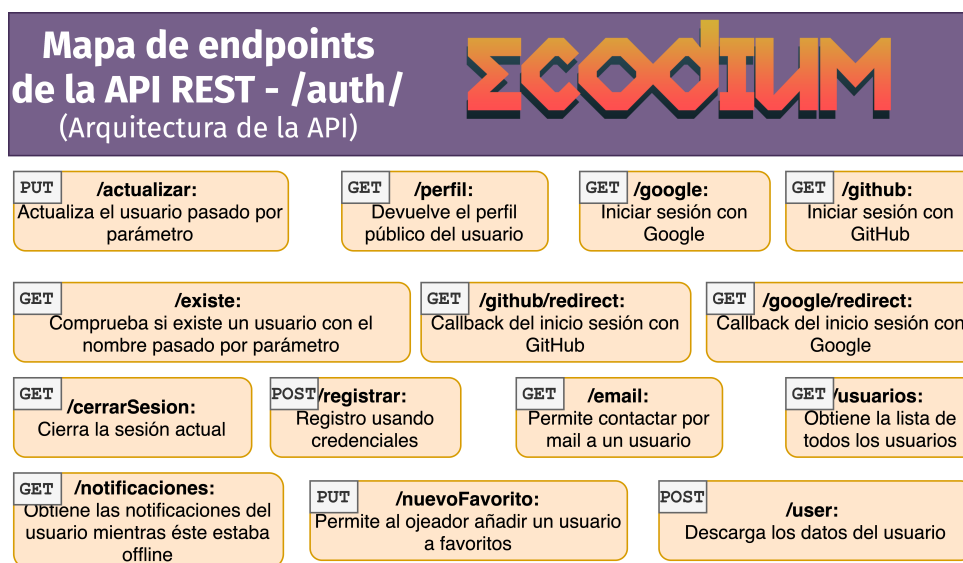 Mapa de endpoints
de la API REST - /auth/
(Arquitectura de la API)
ECODIUM
PUT
/actualizar:
Actualiza el usuario pasado por
parámetro
GET
/perfil:
Devuelve el perfil
público del usuario
GET
/google:
Iniciar sesión con
Google
GET
/github:
Iniciar sesión con
GitHub
GET
/existe:
Comprueba si existe un usuario con el
nombre pasado por parámetro
GET
/github/redirect:
Callback del inicio sesión con
GitHub
GET
/google/redirect:
Callback del inicio sesión con
Google
GET
/cerrarSesion:
Cierra la sesión actual
POST
/registrar:
Registro usando
credenciales
GET
/email:
Permite contactar por
mail a un usuario
GET
/usuarios:
Obtiene la lista de
todos los usuarios
GET
/notificaciones:
Obtiene las notificaciones del
usuario mientras éste estaba
offline
PUT
/nuevoFavorito:
Permite al ojeador añadir un usuario
a favoritos
POST
/user:
Descarga los datos del usuario